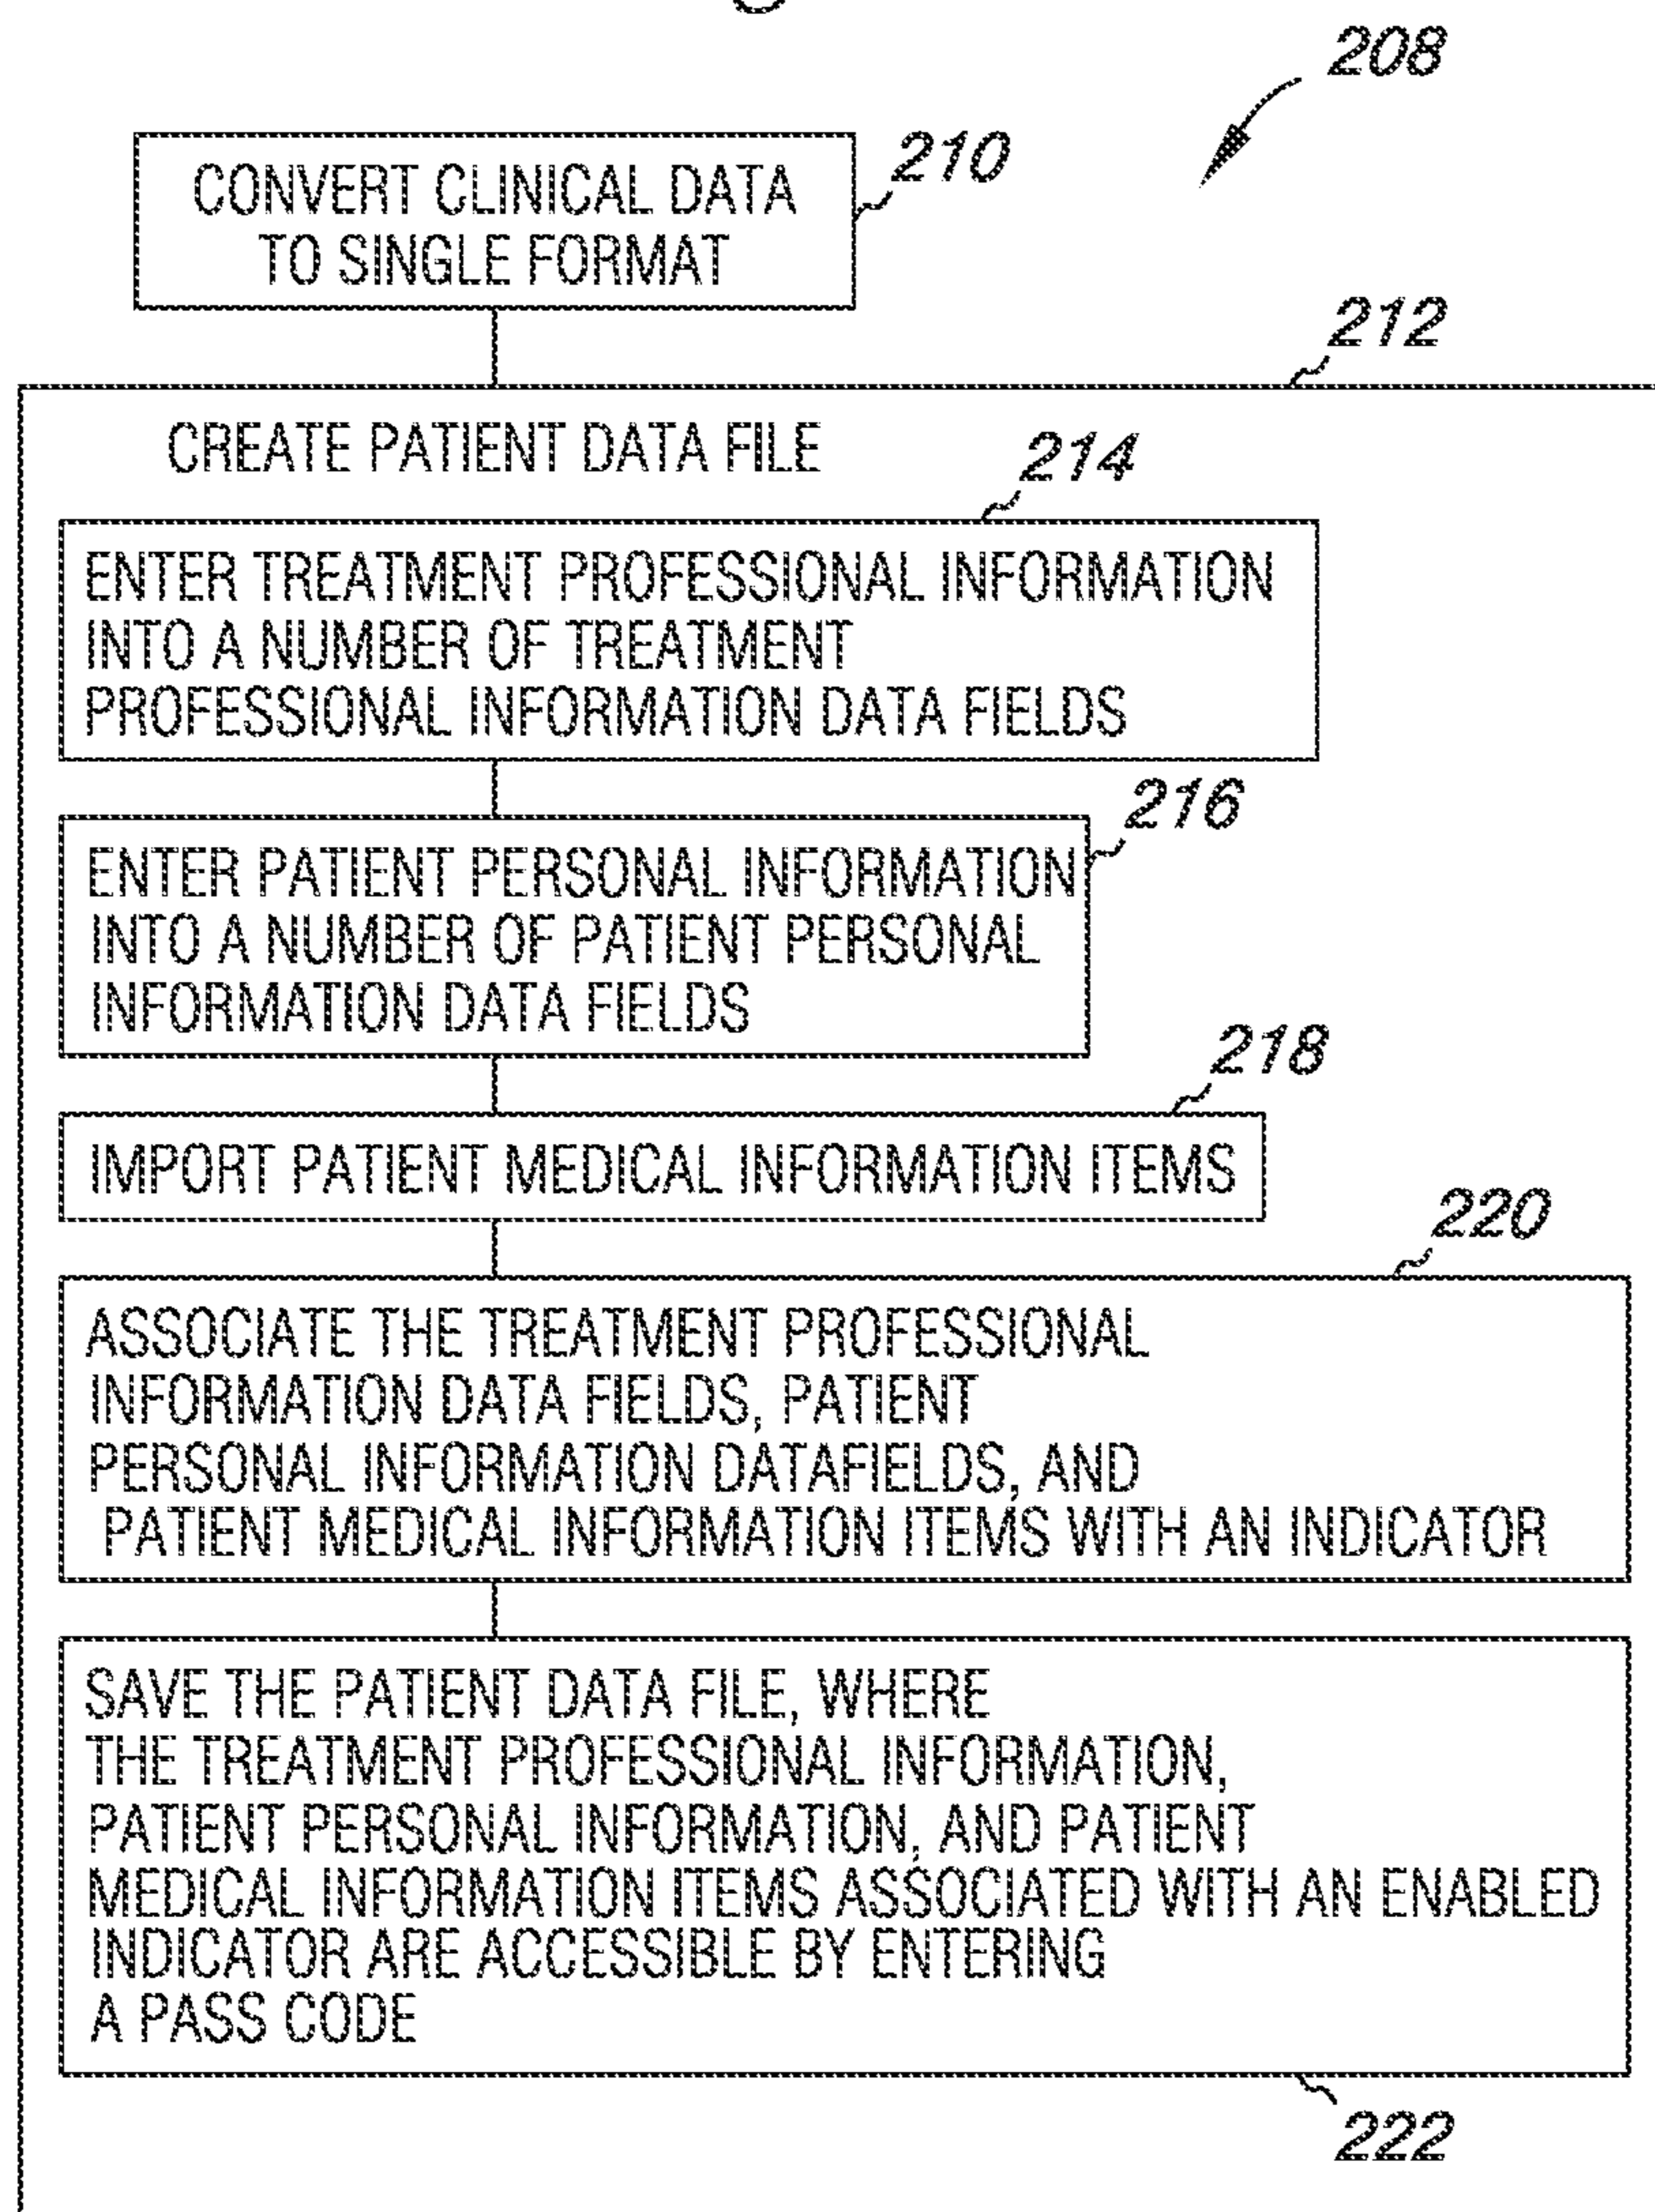 208
CONVERT CLINICAL DATA
TO SINGLE FORMAT
210
212
CREATE PATIENT DATA FILE
214
ENTER TREATMENT PROFESSIONAL INFORMATION
INTO A NUMBER OF TREATMENT
PROFESSIONAL INFORMATION DATA FIELDS
216
ENTER PATIENT PERSONAL INFORMATION
INTO A NUMBER OF PATIENT PERSONAL
INFORMATION DATA FIELDS
218
IMPORT PATIENT MEDICAL INFORMATION ITEMS
220
ASSOCIATE THE TREATMENT PROFESSIONAL
INFORMATION DATA FIELDS, PATIENT
PERSONAL INFORMATION DATAFIELDS, AND
PATIENT MEDICAL INFORMATION ITEMS WITH AN INDICATOR
SAVE THE PATIENT DATA FILE, WHERE
THE TREATMENT PROFESSIONAL INFORMATION,
PATIENT PERSONAL INFORMATION, AND PATIENT
MEDICAL INFORMATION ITEMS ASSOCIATED WITH AN ENABLED
INDICATOR ARE ACCESSIBLE BY ENTERING
A PASS CODE
222